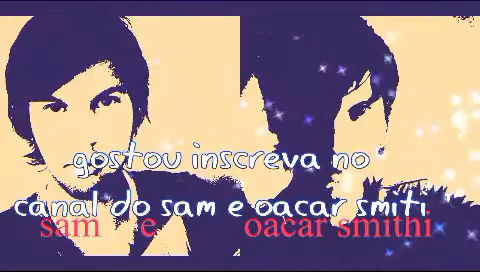 gostou inscreva no
canal do sam e oacar smiti
sam e oacar smithi